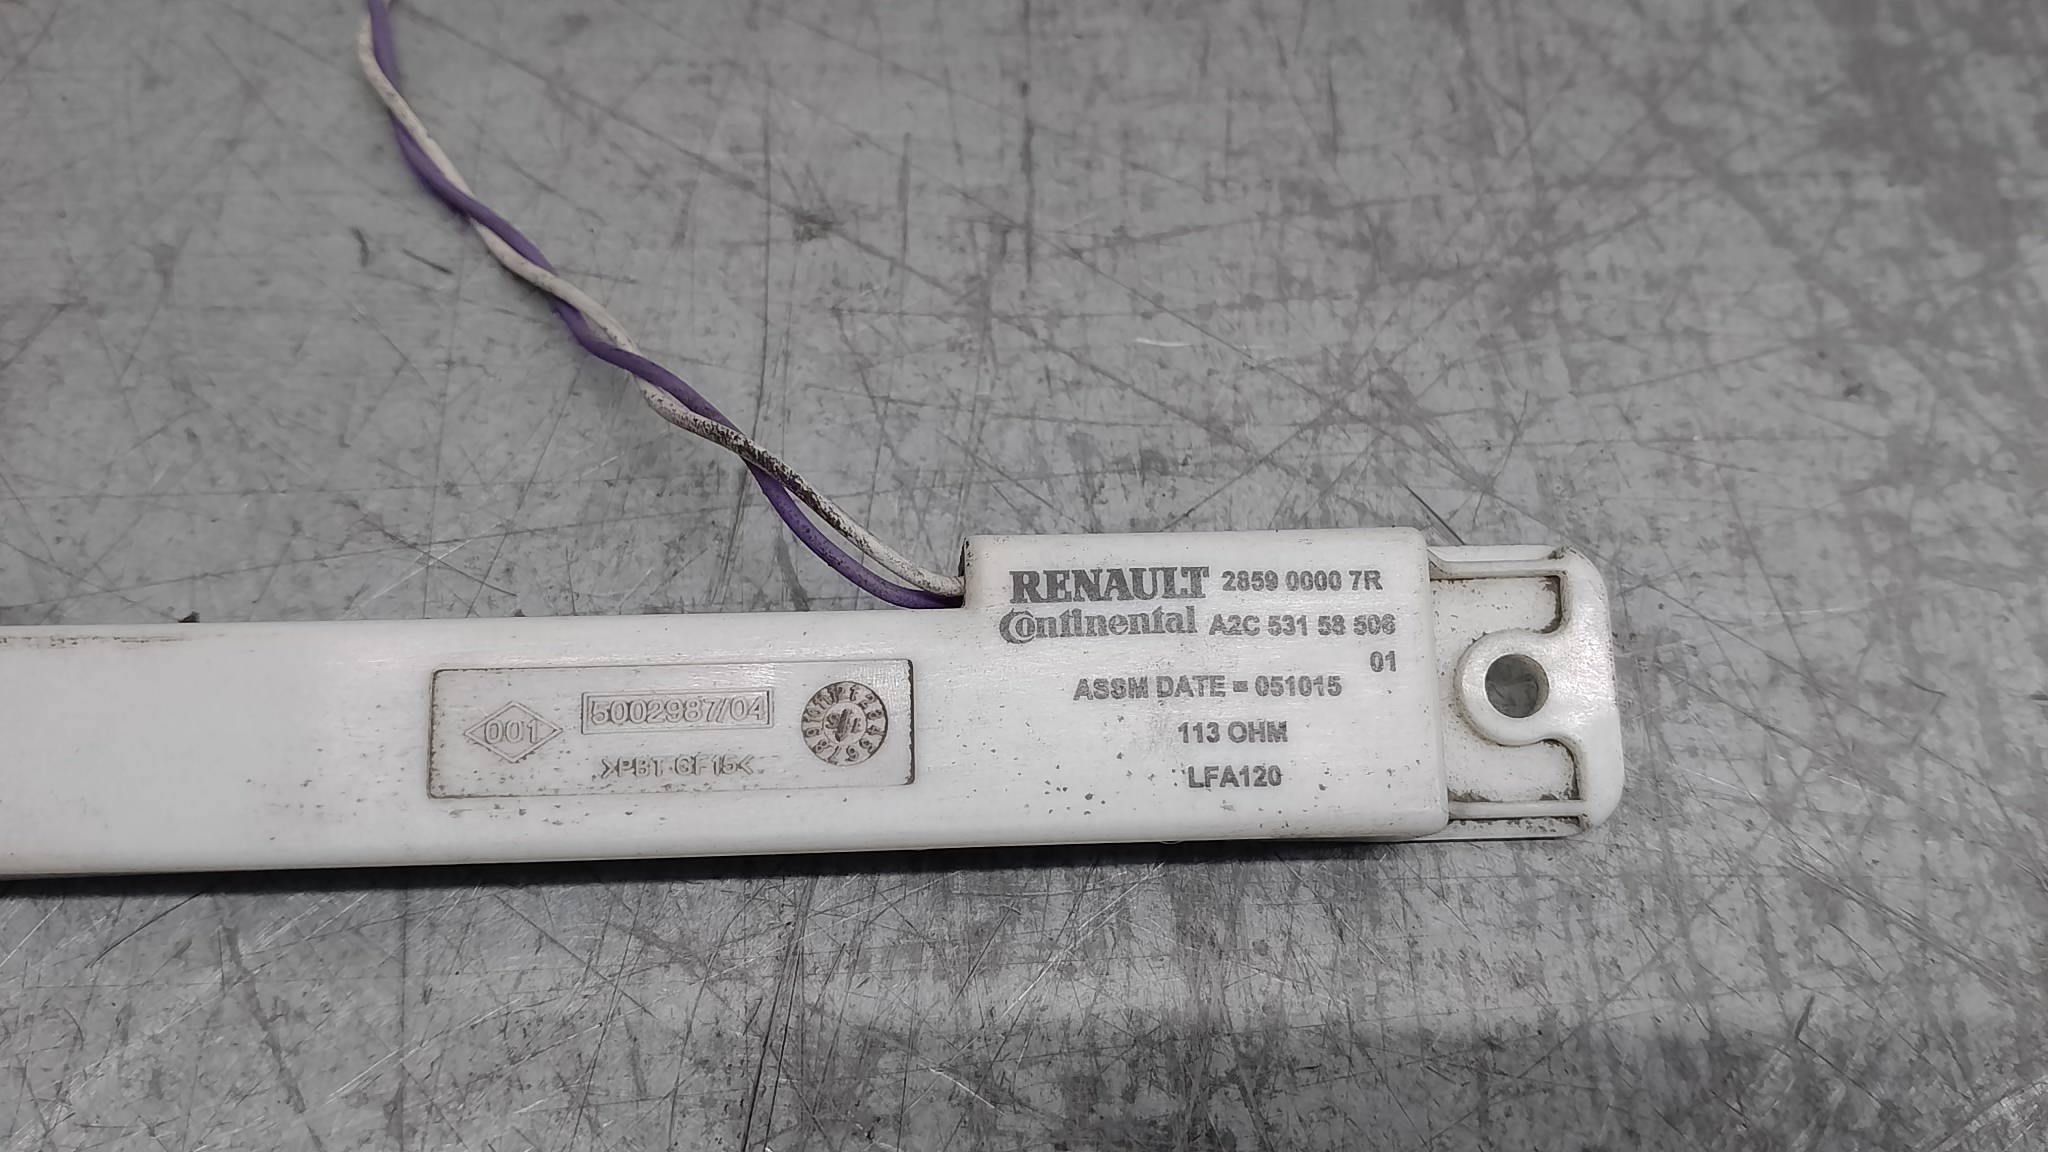 RENAULT 2859 0000 7R
Continental A2C 531 58 506
01
ASSM DATE = 051015
113 OHM
LFA120
001
5002987/04
>PBT GF15<